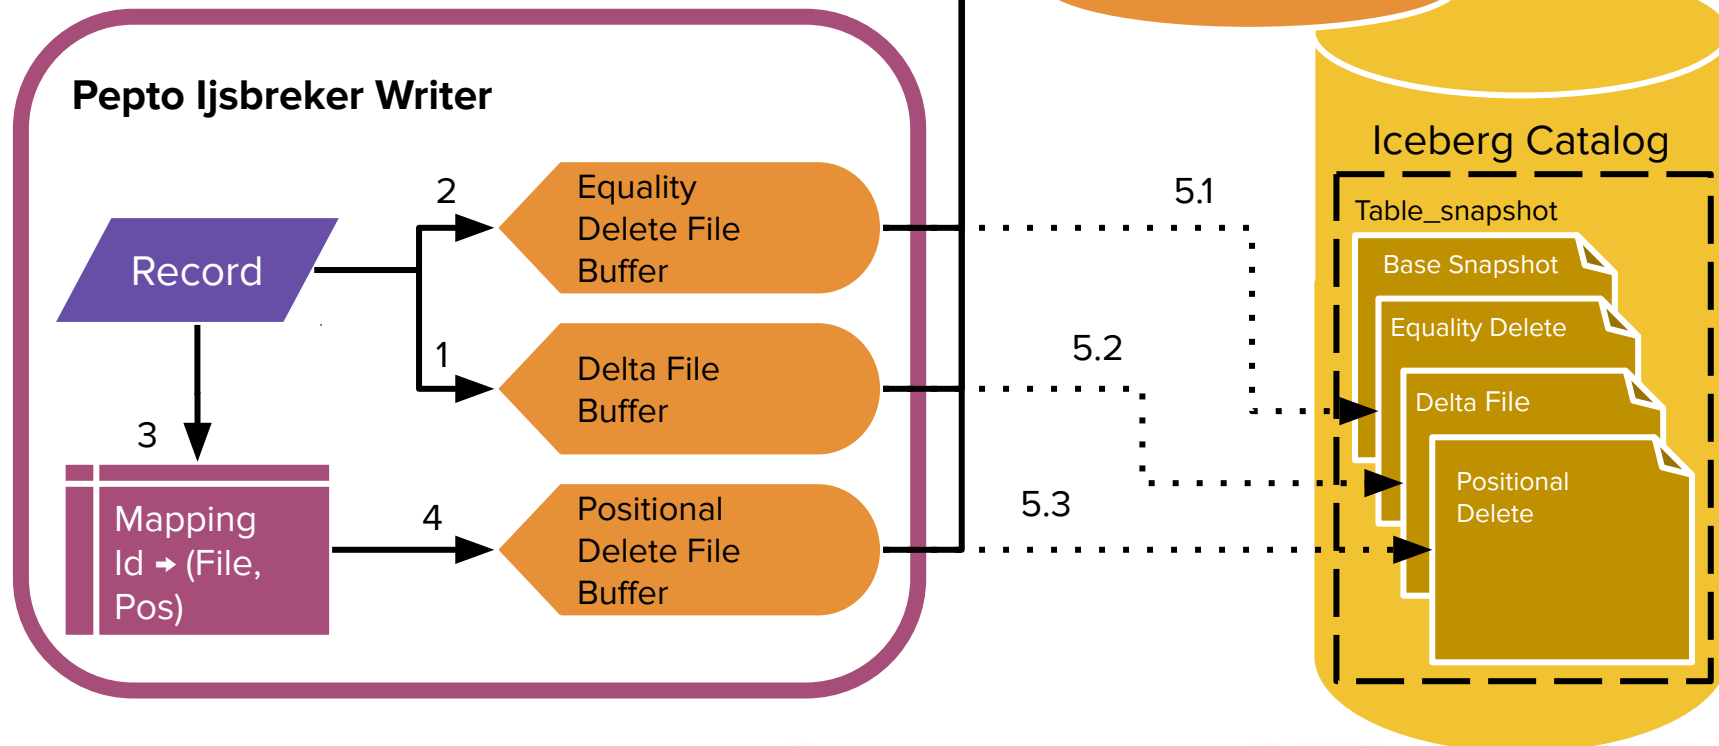 Pepto Ijsbreker Writer
Record
2
1
3
4
Equality
Delete File
Buffer
Delta File
Buffer
Mapping
Id → (File,
Pos)
Positional
Delete File
Buffer
5.1
5.2
5.3
Iceberg Catalog
Table_snapshot
Base Snapshot
Equality Delete
Delta File
Positional
Delete